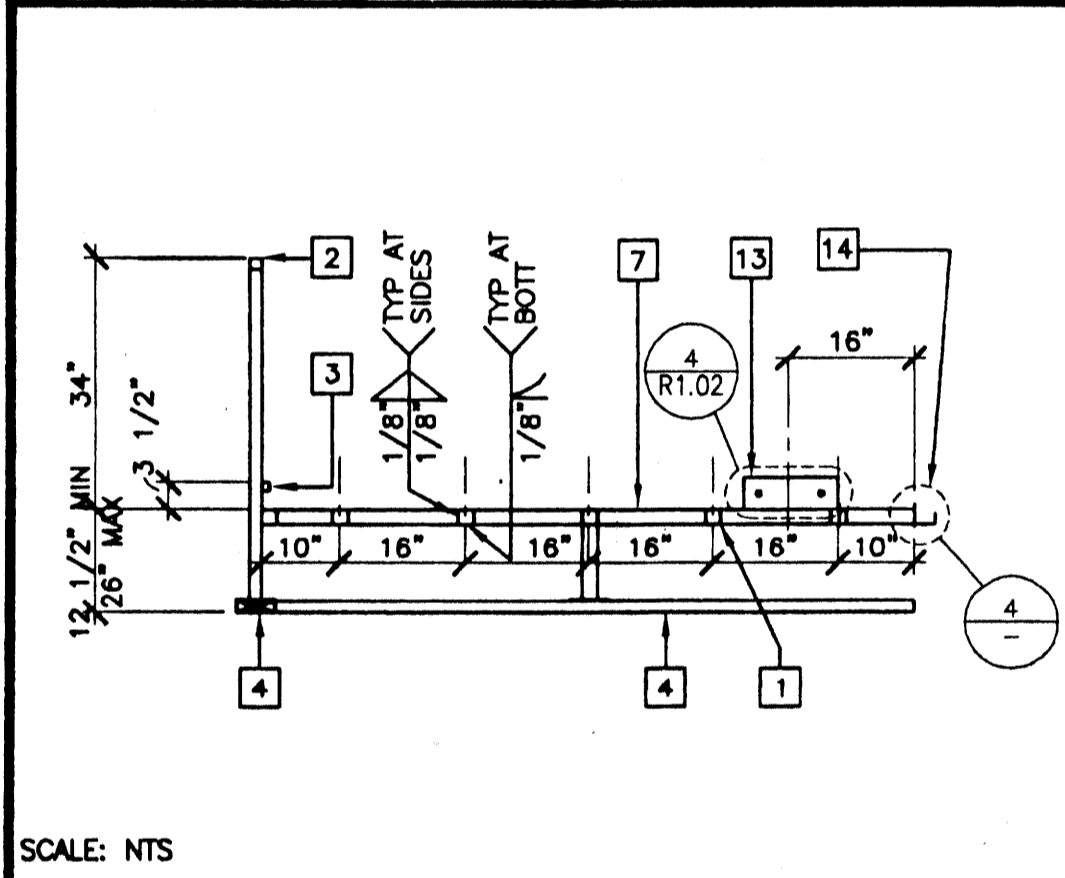 2
TYP AT
SIDES
TYP AT
BOTT
7
13
14
34"
3 1/2"
3
1/8"
1/8"
1/8"
4
R1.02
16"
12 1/2" MIN
26" MAX
10"
16"
16"
16"
16"
10"
4
–
4
4
1
SCALE: NTS